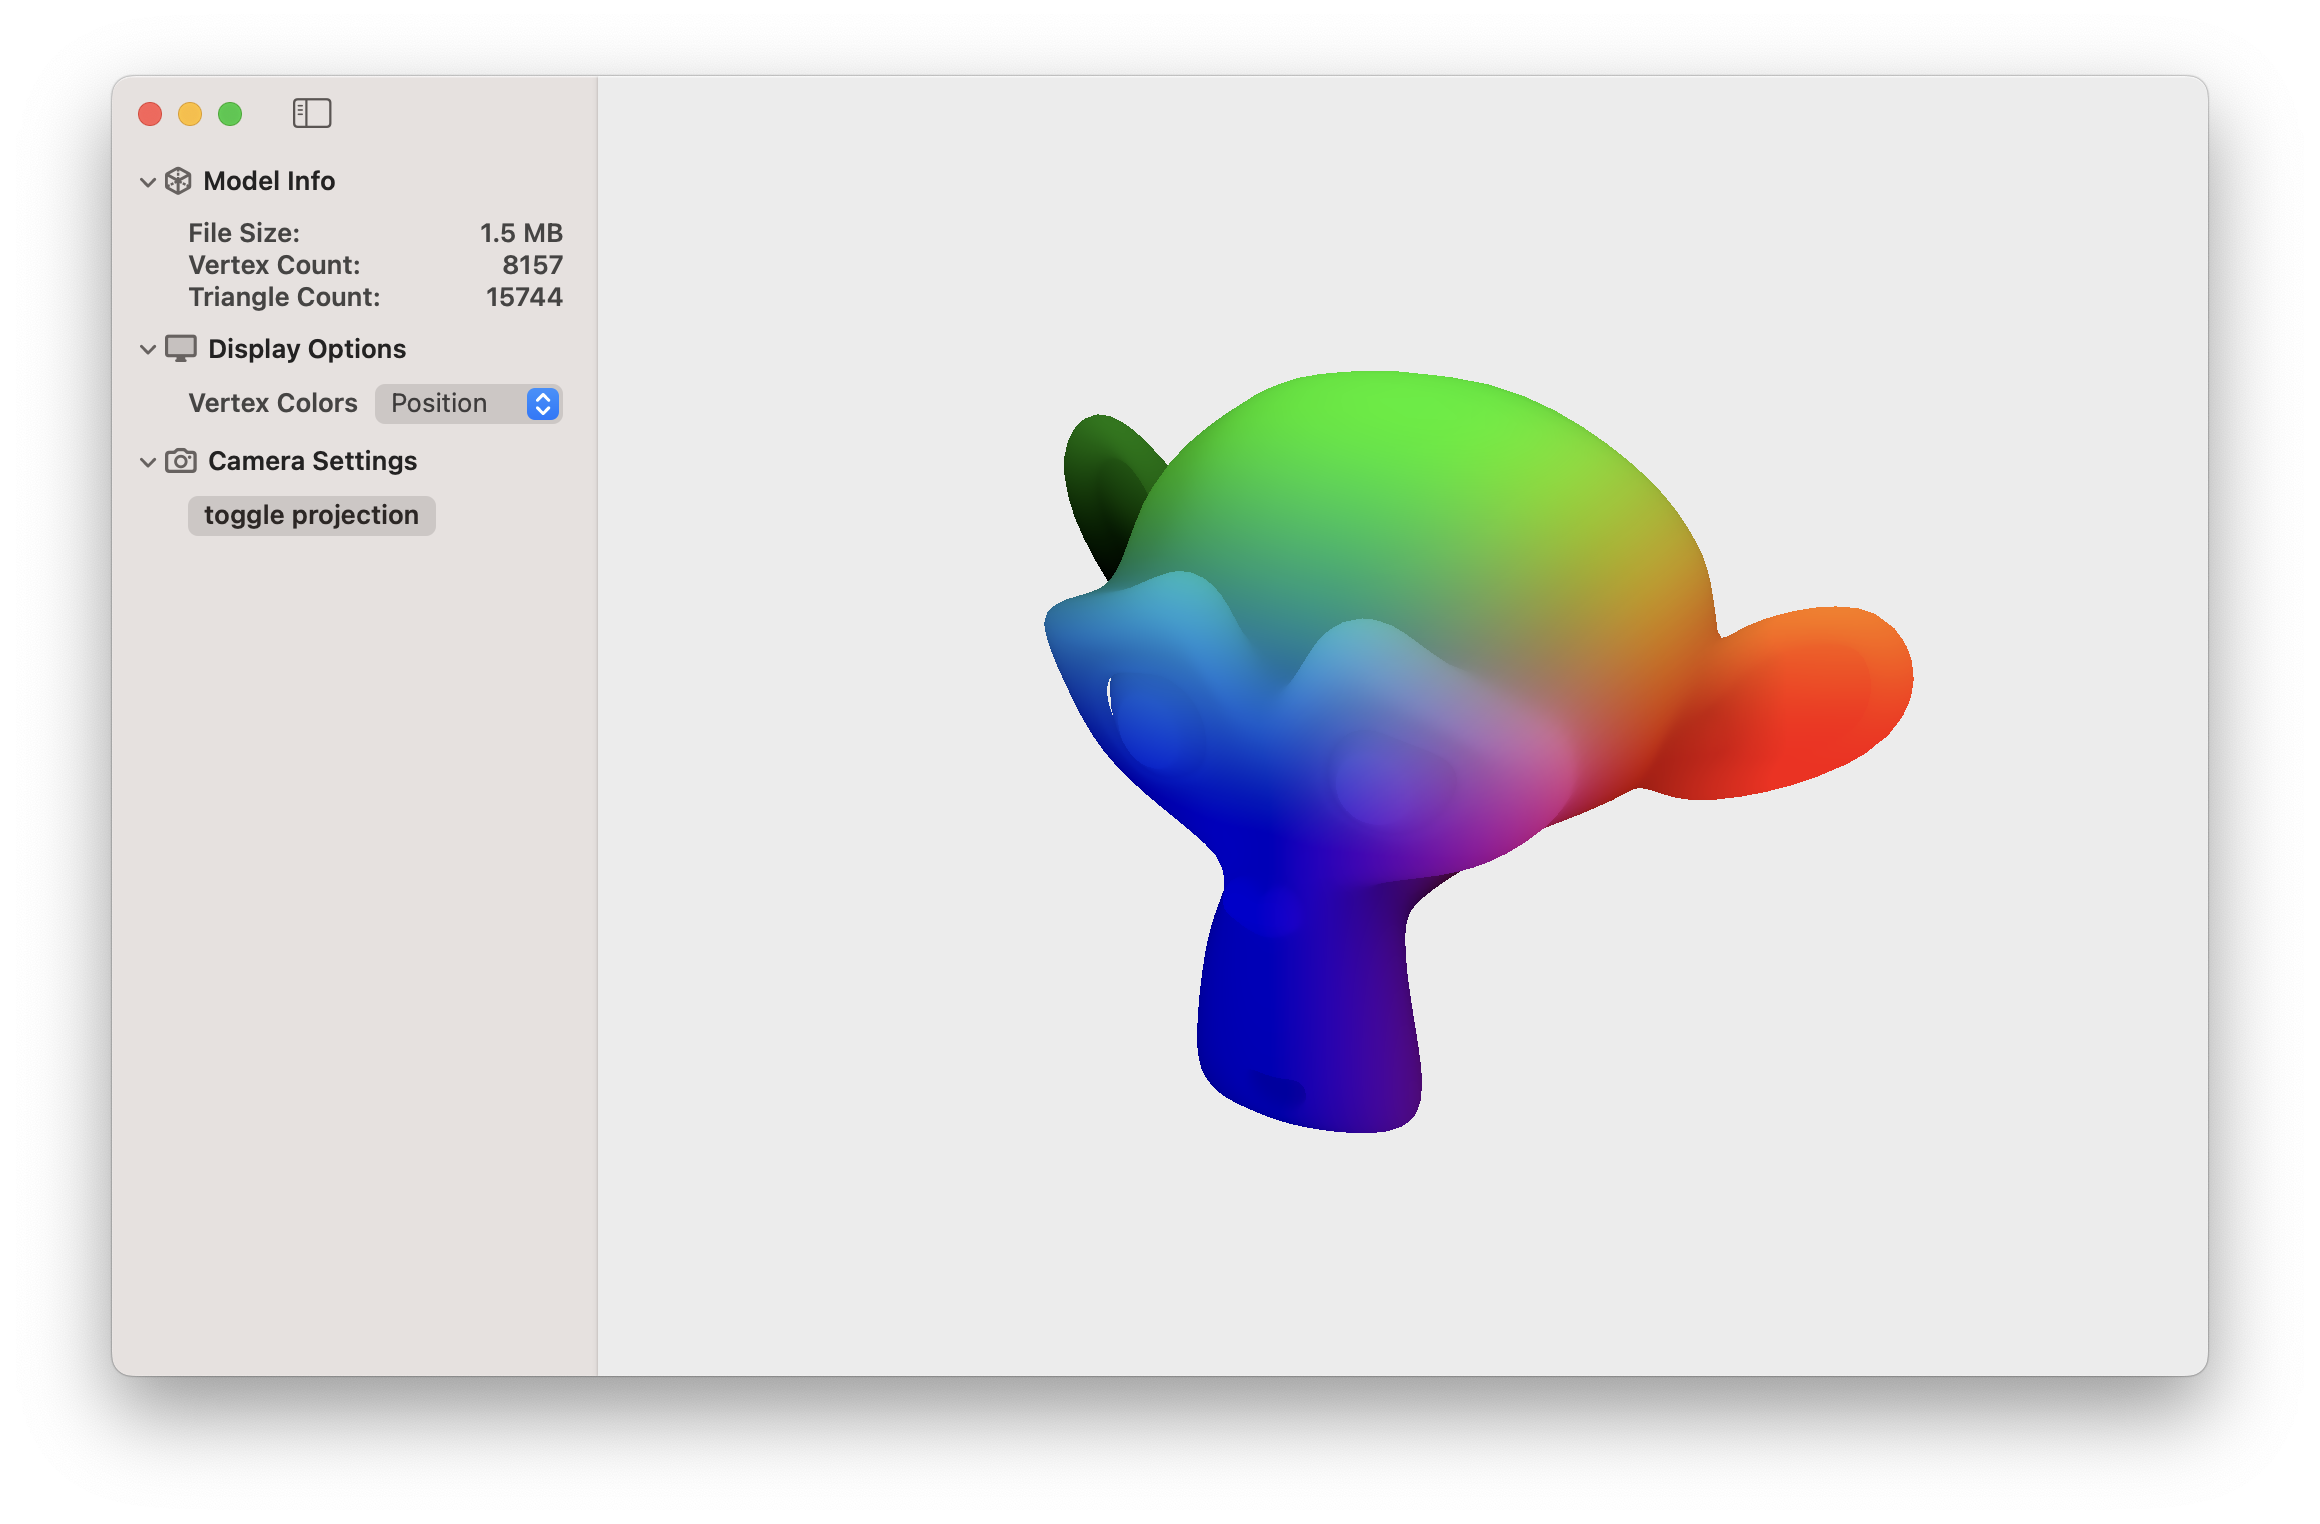 Model Info
File Size: 1.5 MB
Vertex Count: 8157
Triangle Count: 15744
Display Options
Vertex Colors Position
Camera Settings
toggle projection